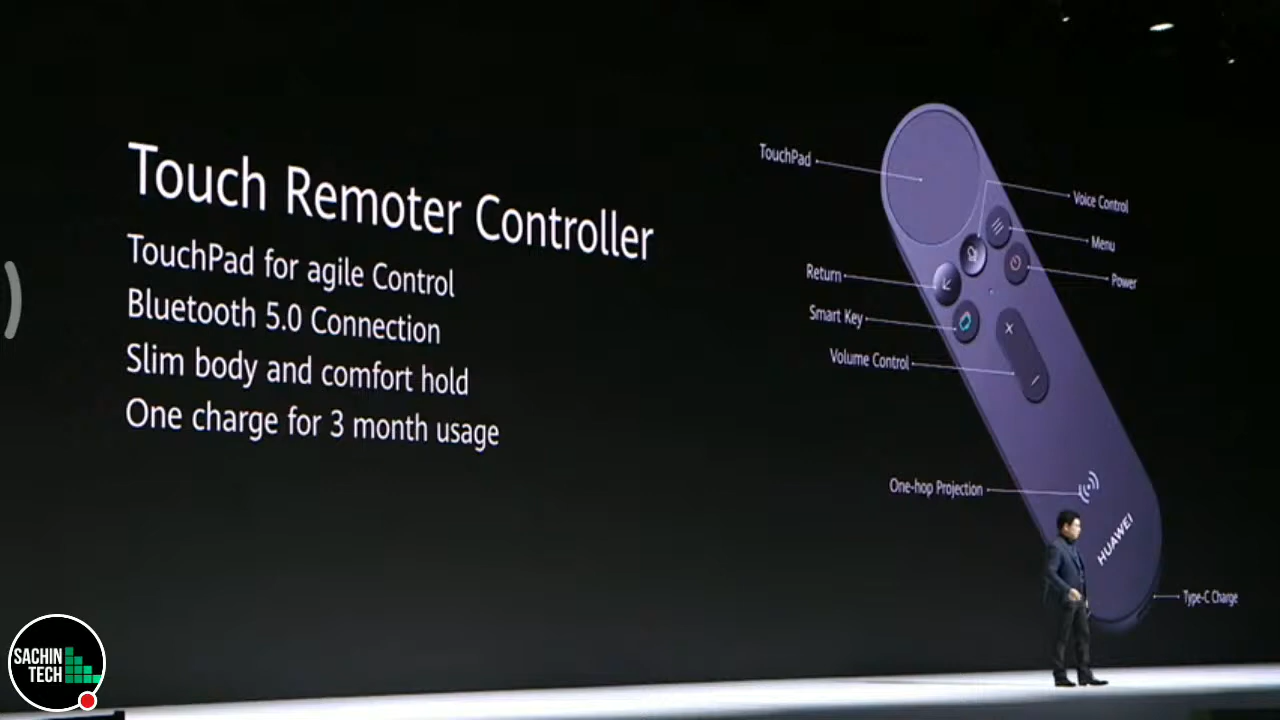 Touch Remoter Controller
TouchPad for agile Control
Bluetooth 5.0 Connection
Slim body and comfort hold
One charge for 3 month usage
TouchPad
Voice Control
Menu
Return
Power
Smart Key
Volume Control
One-hop Projection
HUAWEI
Type-C Charge
SACHIN
TECH